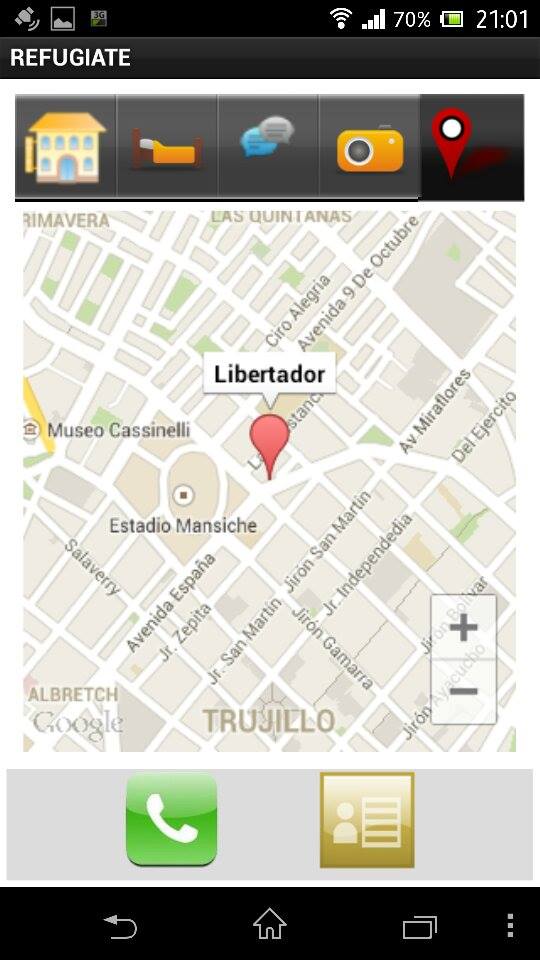 3G
70%
21:01
REFUGIATE
RIMAVERA
LAS QUINTANAS
Ciro Alegria
Avenida 9 De Octubre
Libertador
Av Miraflores
Del Ejercito
Museo Cassinelli
Estadio Mansiche
Salaverry
Avenida España
Jr. Zepita
Jirón San Martin
Jr. Independedia
Jr. San Martin
Jirón Gamarra
Jirón Bolivar
Jirón Ayacucho
+
−
ALBRETCH
Google
TRUJILLO